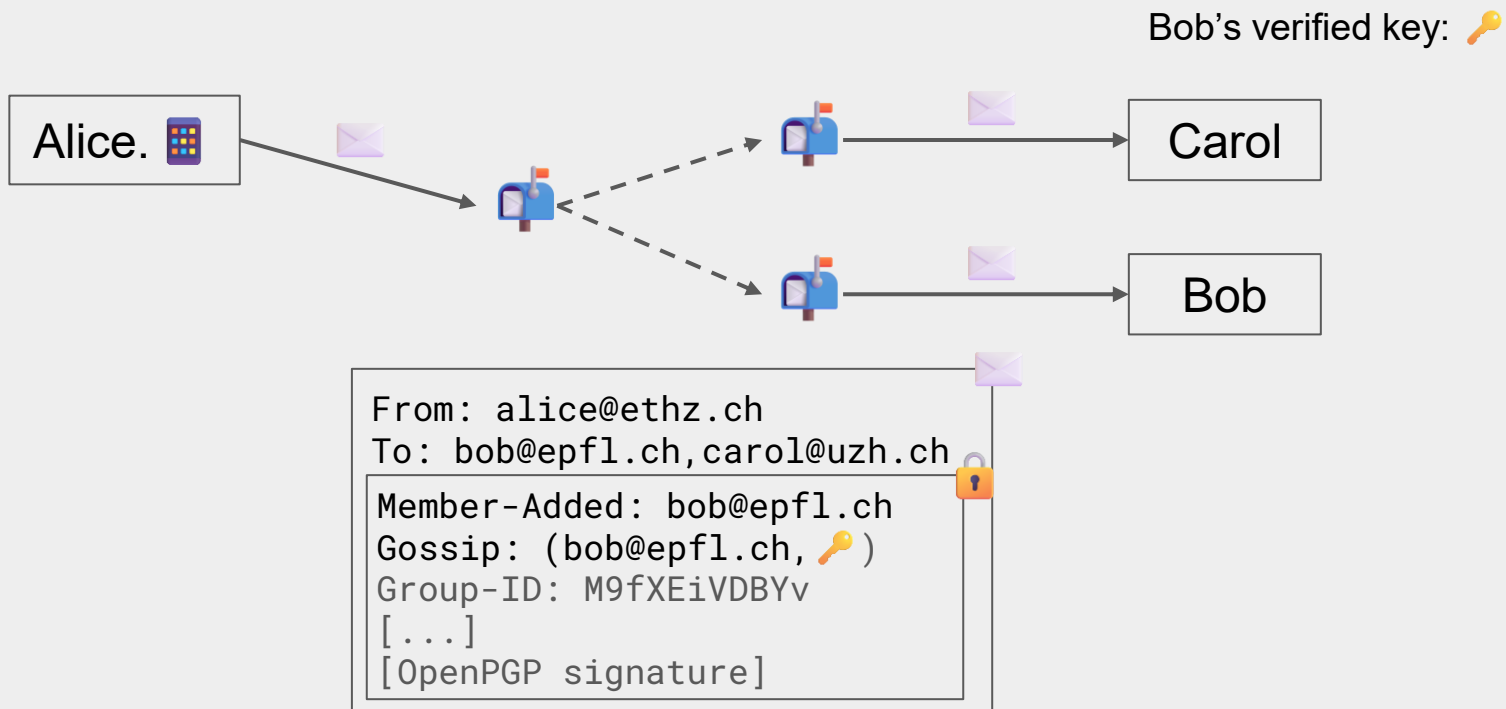 Bob’s verified key: 🔑
Alice.
Carol
Bob
From: alice@ethz.ch
To: bob@epfl.ch,carol@uzh.ch
Member-Added: bob@epfl.ch
Gossip: (bob@epfl.ch,🔑)
Group-ID: M9fXEiVDBYv
[...]
[OpenPGP signature]